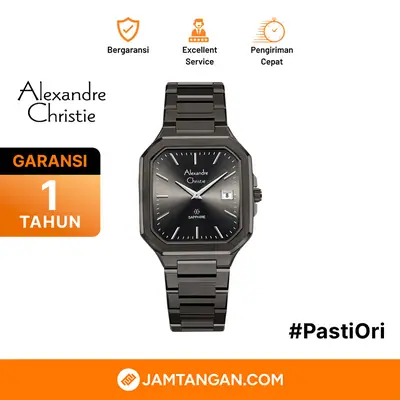 Bergaransi
Excellent
Service
Pengiriman
Cepat
Alexandre
Christie
GARANSI
1
TAHUN
Alexandre
Christie
SAPPHIRE
#PastiOri
JAMTANGAN.COM